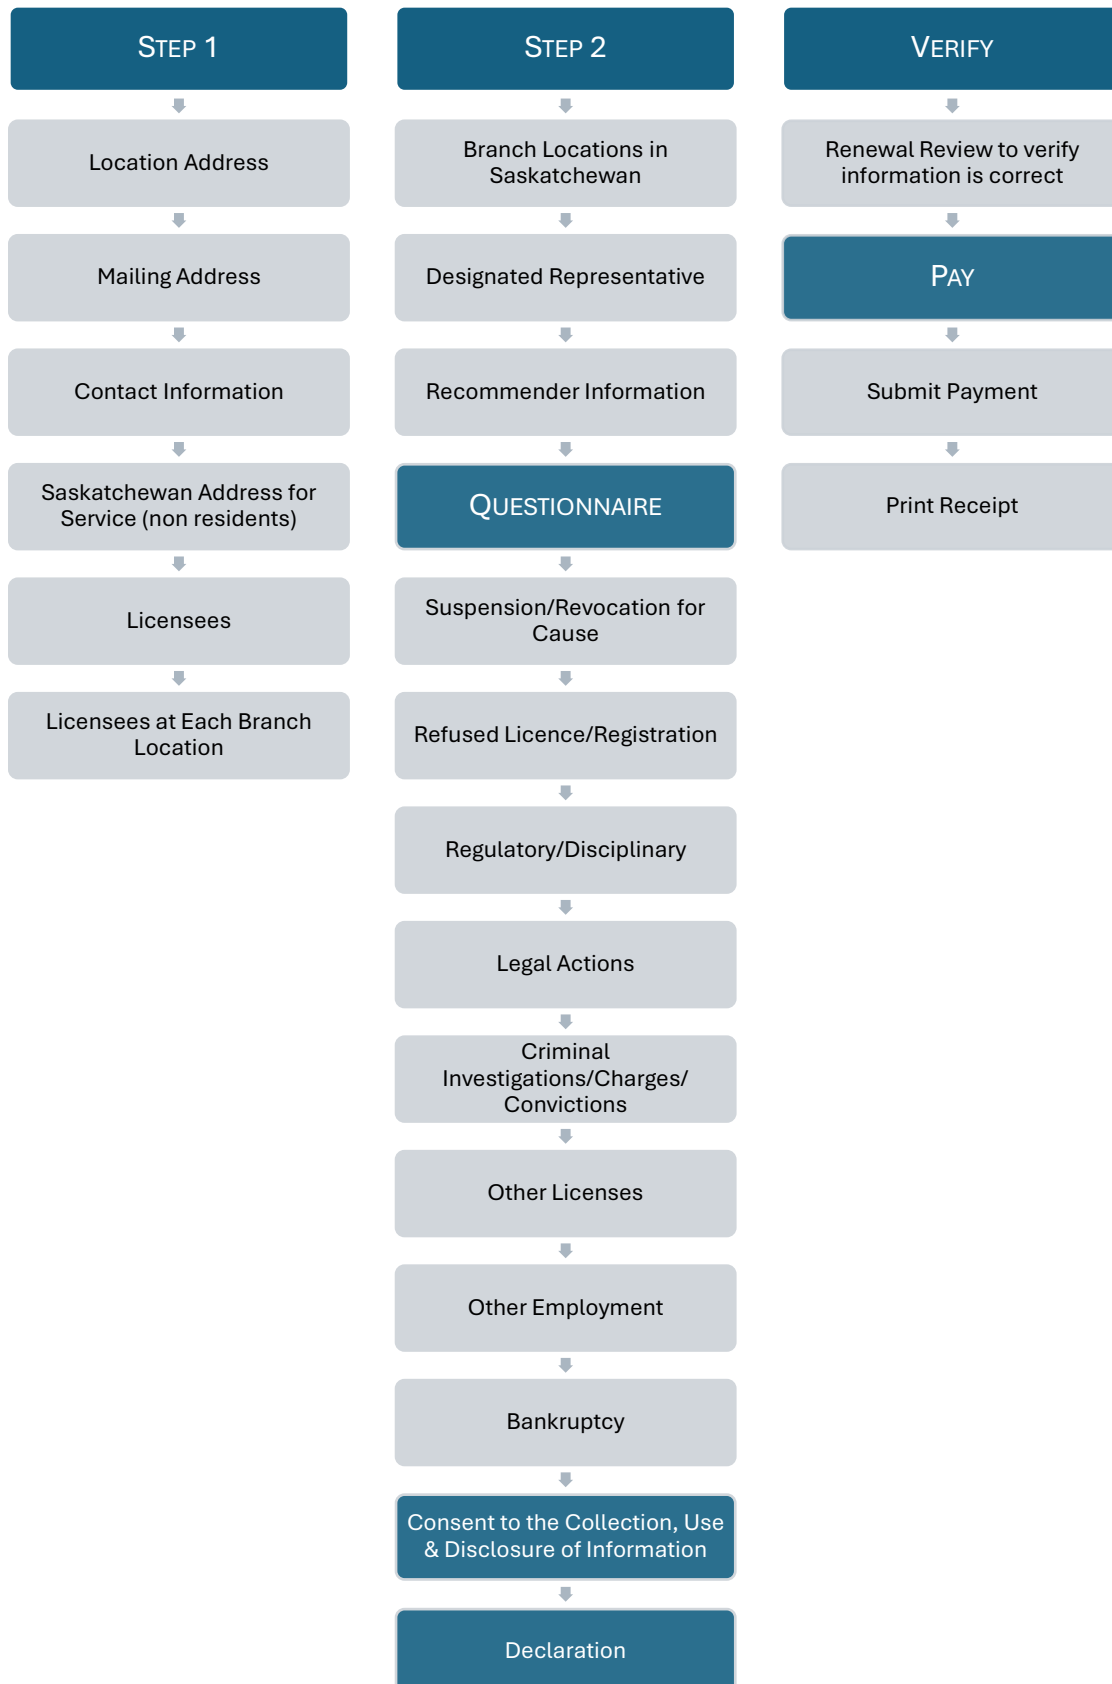 STEP 1
Location Address
Mailing Address
Contact Information
Saskatchewan Address for
Service (non residents)
Licensees
Licensees at Each Branch
Location
STEP 2
Branch Locations in
Saskatchewan
Designated Representative
Recommender Information
QUESTIONNAIRE
Suspension/Revocation for
Cause
Refused Licence/Registration
Regulatory/Disciplinary
Legal Actions
Criminal
Investigations/Charges/
Convictions
Other Licenses
Other Employment
Bankruptcy
Consent to the Collection, Use
& Disclosure of Information
Declaration
VERIFY
Renewal Review to verify
information is correct
PAY
Submit Payment
Print Receipt